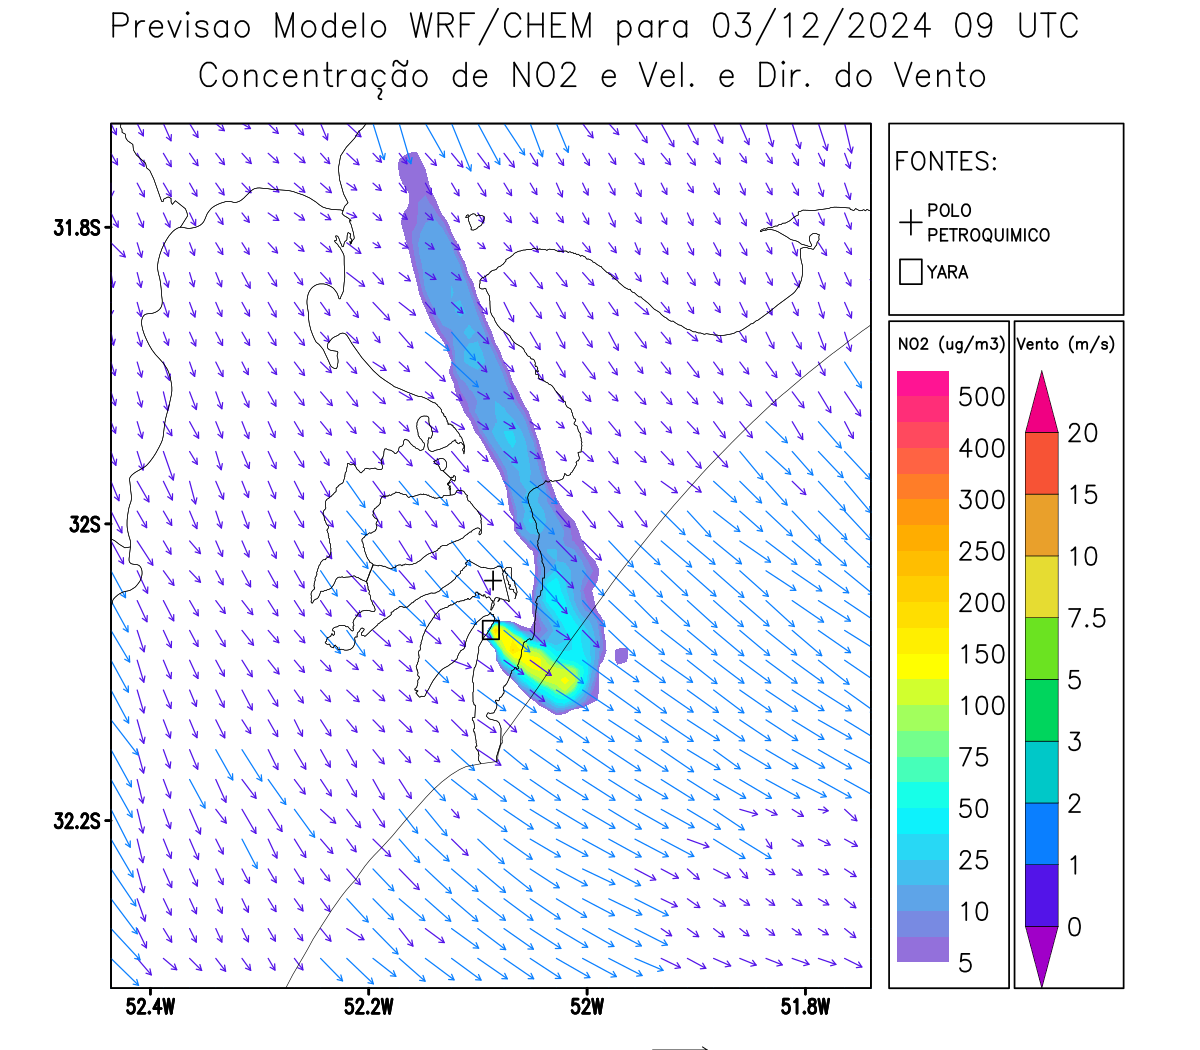 Previsao Modelo WRF/CHEM para 03/12/2024 09 UTC
Concentração de NO2 e Vel. e Dir. do Vento
31.8S
32S
32.2S
52.4W
52.2W
52W
51.8W
FONTES:
POLO
PETROQUIMICO
YARA
NO2 (ug/m3)
500
400
300
250
200
150
100
75
50
25
10
5
Vento (m/s)
20
15
10
7.5
5
3
2
1
0